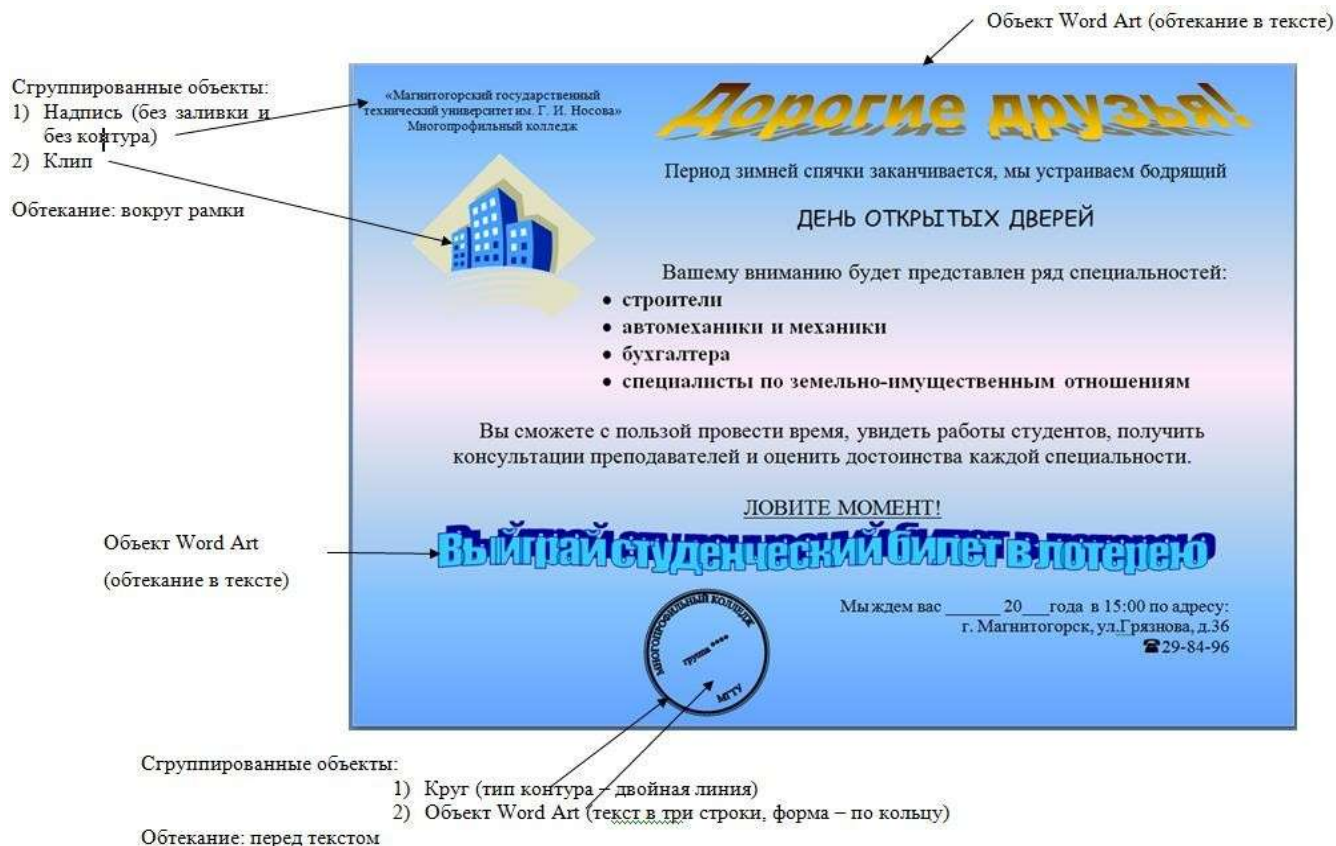 Объект Word Art (обтекание в тексте)
Сгруппированные объекты:
1) Надпись (без заливки и
без контура)
2) Клип
Обтекание: вокруг рамки
«Магнитогорский государственный
технический университет им. Г. И. Носова»
Многопрофильный колледж
Дорогие друзья!
Период зимней спячки заканчивается, мы устраиваем бодрящий
ДЕНЬ ОТКРЫТЫХ ДВЕРЕЙ
Вашему вниманию будет представлен ряд специальностей:
• строители
• автомеханики и механики
• бухгалтера
• специалисты по земельно-имущественным отношениям
Вы сможете с пользой провести время, увидеть работы студентов, получить
консультации преподавателей и оценить достоинства каждой специальности.
ЛОВИТЕ МОМЕНТ!
Объект Word Art
(обтекание в тексте)
Выйграй студенческий билет в лотерею
МНОГОПРОФИЛЬНЫЙ КОЛЛЕДЖ
группа ****
МГТУ
Мы ждем вас ______ 20___года в 15:00 по адресу:
г. Магнитогорск, ул.Грязнова, д.36
☎29-84-96
Сгруппированные объекты:
1) Круг (тип контура – двойная линия)
2) Объект Word Art (текст в три строки, форма – по кольцу)
Обтекание: перед текстом